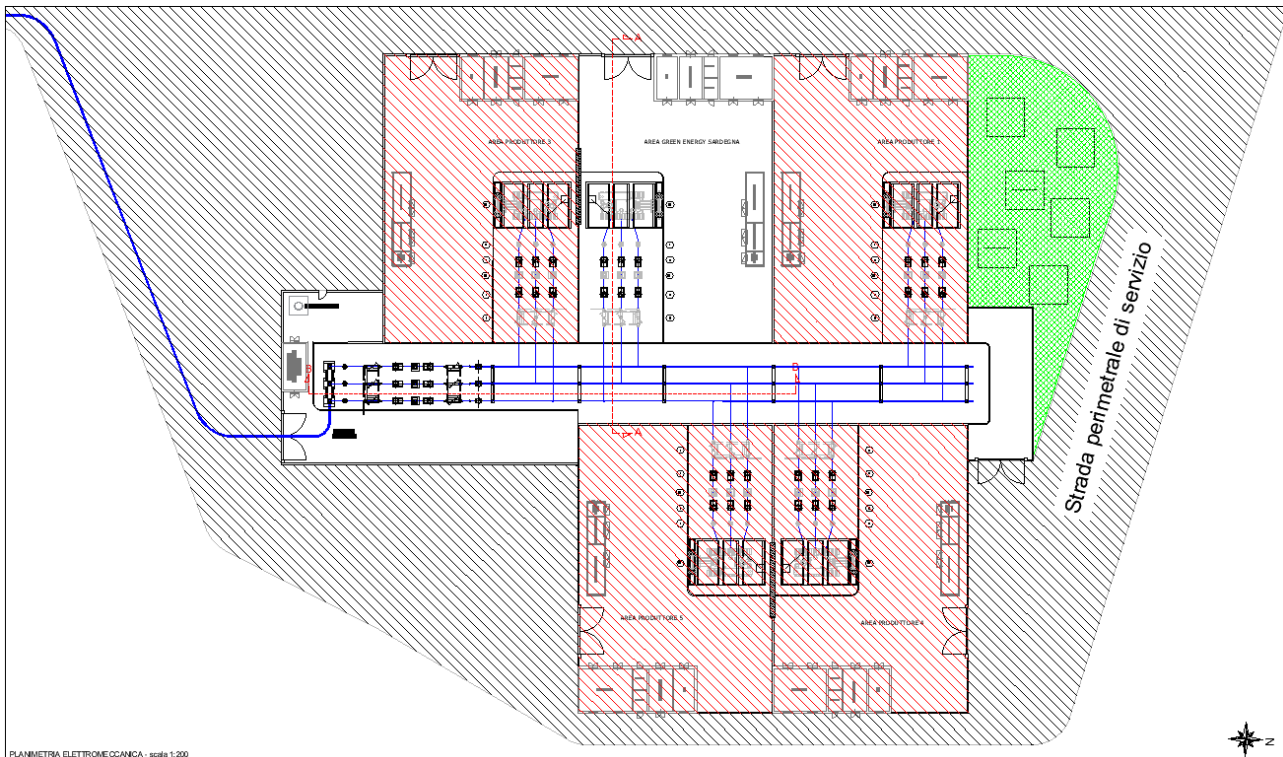 A
AREA PRODUTTORE 3
AREA GREEN ENERGY SARDEGNA
AREA PRODUTTORE 1
Strada perimetrale di servizio
B
B
A
AREA PRODUTTORE 5
AREA PRODUTTORE 4
PLANIMETRIA ELETTROMECCANICA - scala 1:200
N